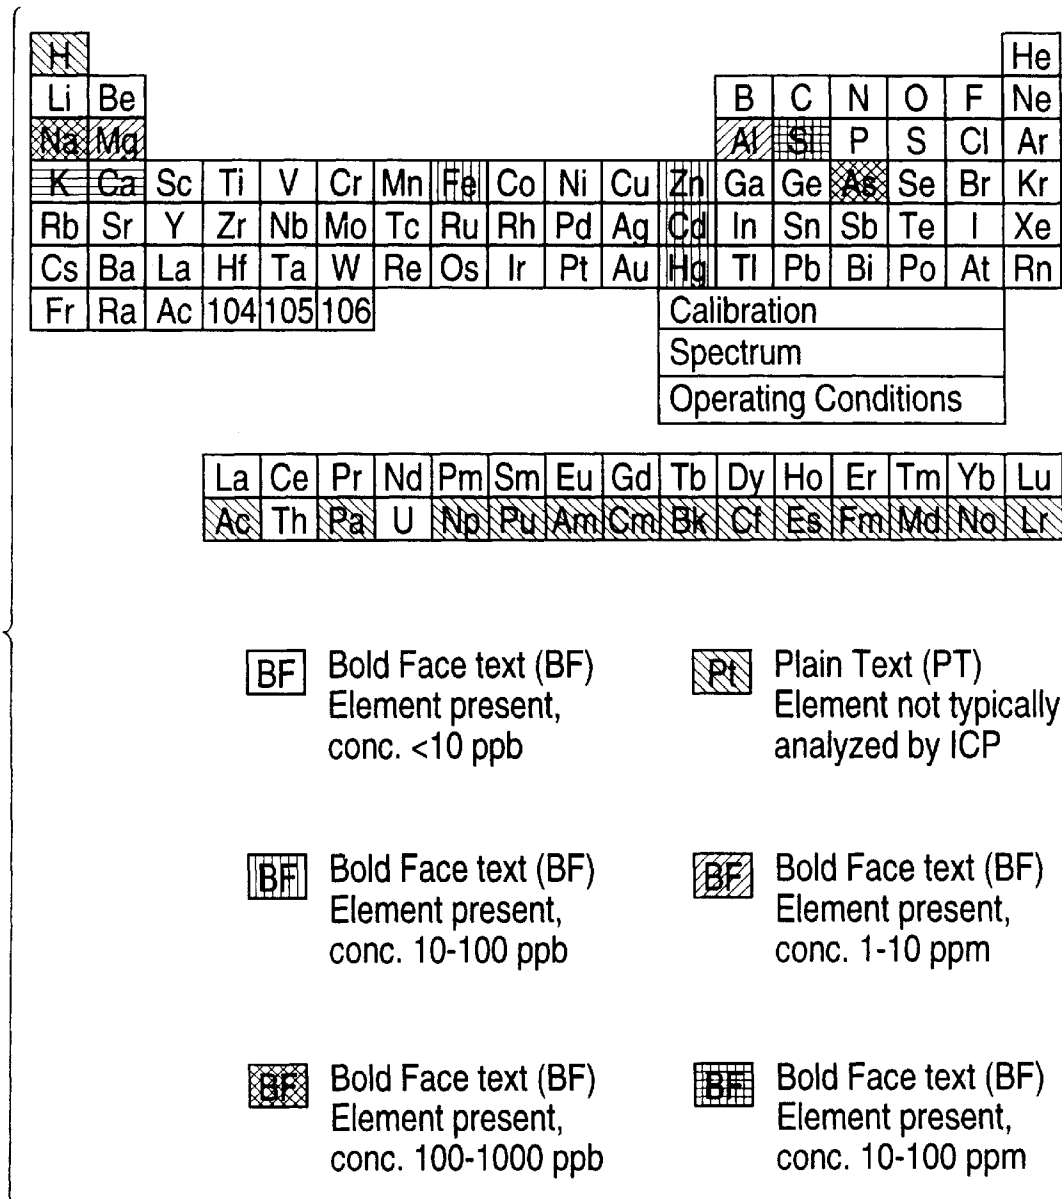 H He
Li Be B C N O F Ne
Na Mg Al Si P S Cl Ar
K Ca Sc Ti V Cr Mn Fe Co Ni Cu Zn Ga Ge As Se Br Kr
Rb Sr Y Zr Nb Mo Tc Ru Rh Pd Ag Cd In Sn Sb Te I Xe
Cs Ba La Hf Ta W Re Os Ir Pt Au Hg Tl Pb Bi Po At Rn
Fr Ra Ac 104 105 106 Calibration
Spectrum
Operating Conditions
La Ce Pr Nd Pm Sm Eu Gd Tb Dy Ho Er Tm Yb Lu
Ac Th Pa U Np Pu Am Cm Bk Cf Es Fm Md No Lr
BF Bold Face text (BF)
Element present,
conc. <10 ppb
Pt Plain Text (PT)
Element not typically
analyzed by ICP
BF Bold Face text (BF)
Element present,
conc. 10-100 ppb
BF Bold Face text (BF)
Element present,
conc. 1-10 ppm
BF Bold Face text (BF)
Element present,
conc. 100-1000 ppb
BF Bold Face text (BF)
Element present,
conc. 10-100 ppm